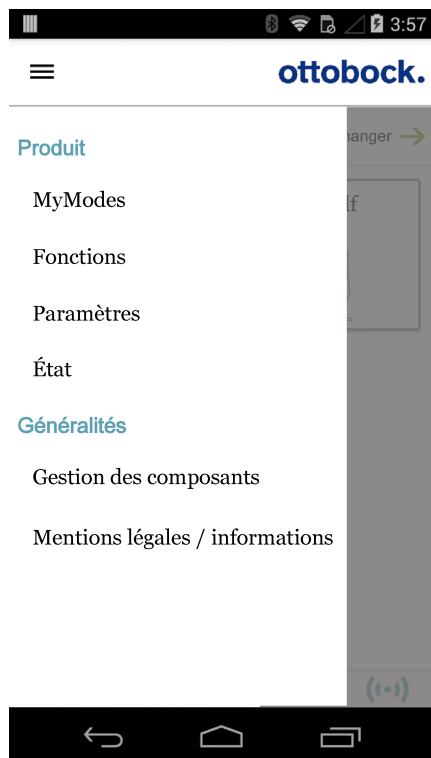 3:57
ottobock.
Produit
MyModes
Fonctions
Paramètres
État
Généralités
Gestion des composants
Mentions légales / informations